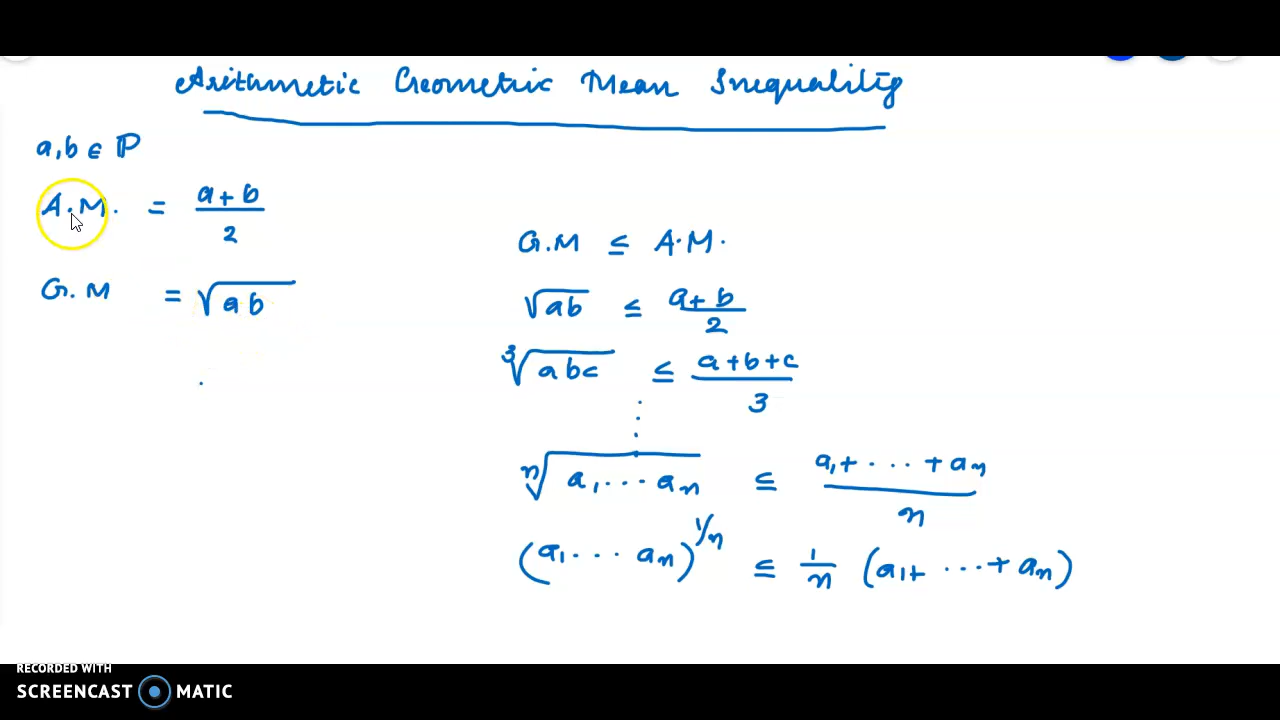 Arithmetic Geometric Mean Inequality
a, b ∈ ℙ
A.M. = a+b/2
G.M = √ab
G.M ≤ A.M.
√ab ≤ a+b/2
∛abc ≤ a+b+c/3
⋮
ⁿ√a₁...aₙ ≤ a₁+...+aₙ/n
(a₁...aₙ)^1/n ≤ 1/n (a₁+...+aₙ)
RECORDED WITH
SCREENCAST MATIC